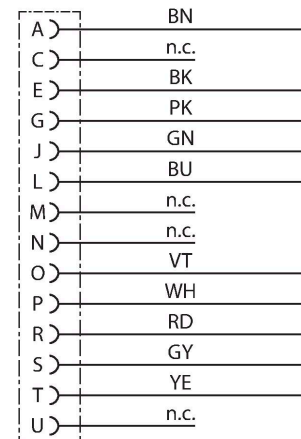 A BN
C n.c.
E BK
G PK
J GN
L BU
M n.c.
N n.c.
O VT
P WH
R RD
S GY
T YE
U n.c.